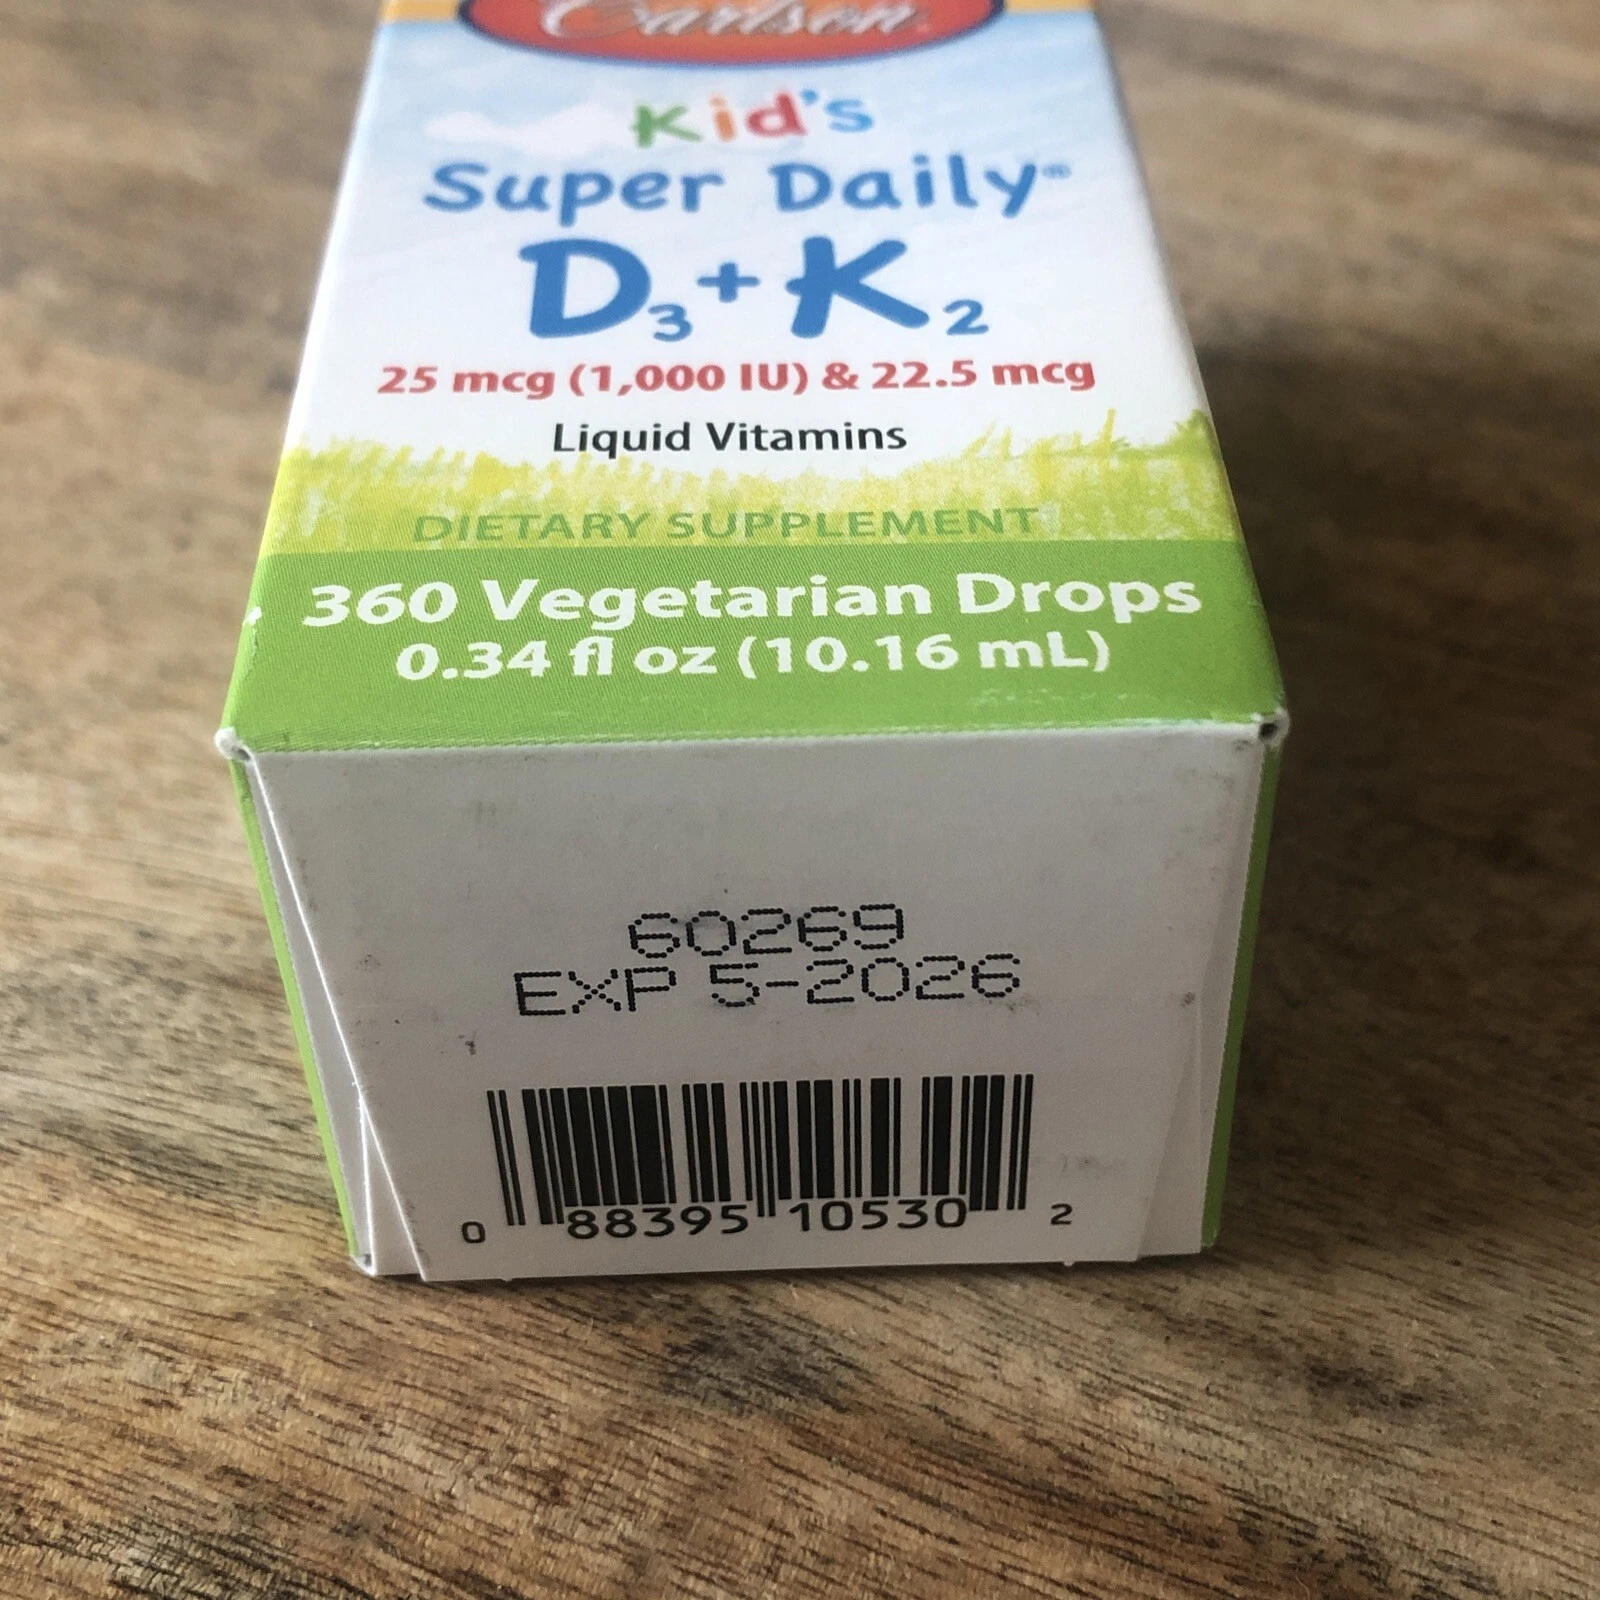 Carlson
Kid's
Super Daily®
D3+K2
25 mcg (1,000 IU) & 22.5 mcg
Liquid Vitamins
DIETARY SUPPLEMENT
360 Vegetarian Drops
0.34 fl oz (10.16 mL)
60269
EXP 5-2026
0 88395 10530 2